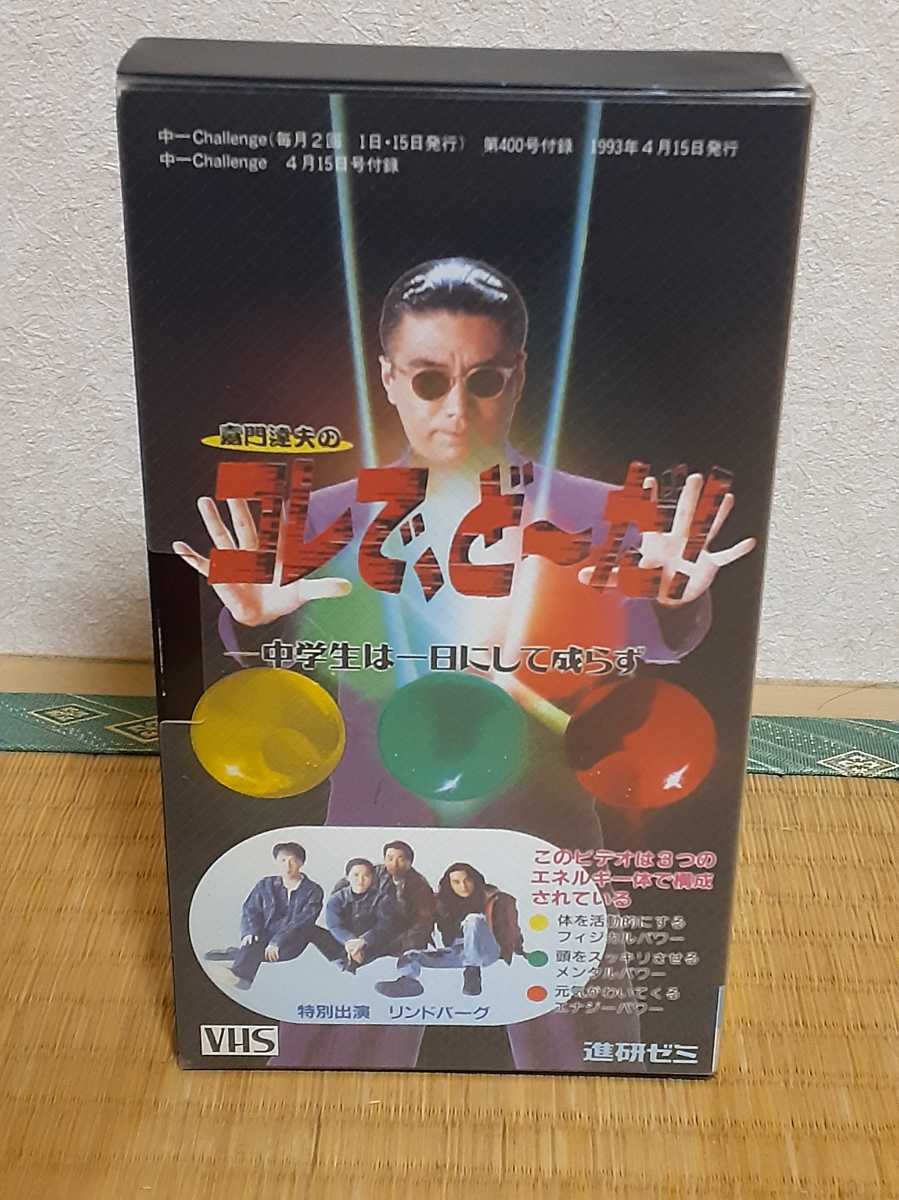 中一Challenge（毎月2回　1日・15日発行）　第400号付録　1993年4月15日発行
中一Challenge　4月15日号付録
嘉門達夫の
コレで、ど〜だ!!
中学生は一日にして成らず
このビデオは3つの
エネルギー体で構成
されている
体を活動的にする
フィジカルパワー
頭をスッキリさせる
メンタルパワー
元気がわいてくる
エナジーパワー
特別出演　リンドバーグ
VHS
進研ゼミ